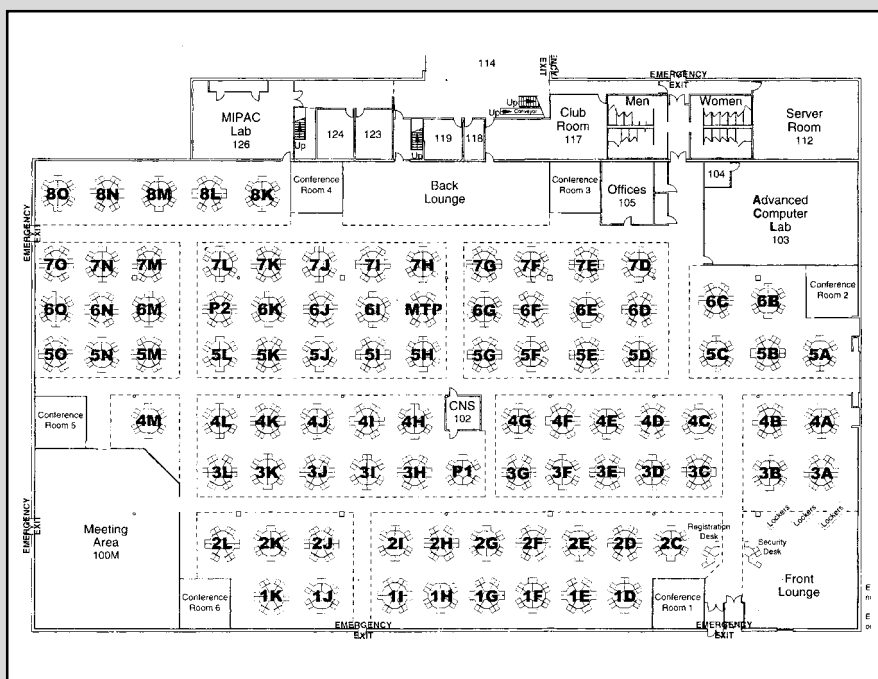 114
EMERGENCY
EXIT
MIPAC
Lab
126
Up
124
123
Up
119
118
Up
Up
Conveyor
Club
Room
117
Men
Women
Server
Room
112
8O
8N
8M
8L
8K
Conference
Room 4
Back
Lounge
Conference
Room 3
Offices
105
104
Advanced
Computer
Lab
103
EMERGENCY
EXIT
7O
7N
7M
7L
7K
7J
7I
7H
7G
7F
7E
7D
6O
6N
6M
P2
6K
6J
6I
MTP
6G
6F
6E
6D
6C
6B
Conference
Room 2
5O
5N
5M
5L
5K
5J
5I
5H
5G
5F
5E
5D
5C
5B
5A
Conference
Room 5
4M
4L
4K
4J
4I
4H
CNS
102
4G
4F
4E
4D
4C
4B
4A
3L
3K
3J
3I
3H
P1
3G
3F
3E
3D
3C
3B
3A
EMERGENCY
EXIT
Meeting
Area
100M
2L
2K
2J
2I
2H
2G
2F
2E
2D
2C
Registration
Desk
Lockers
Lockers
Lockers
Security
Desk
Conference
Room 6
1K
1J
1I
1H
1G
1F
1E
1D
Conference
Room 1
Front
Lounge
EMERGENCY
EXIT
EMERGENCY
EXIT